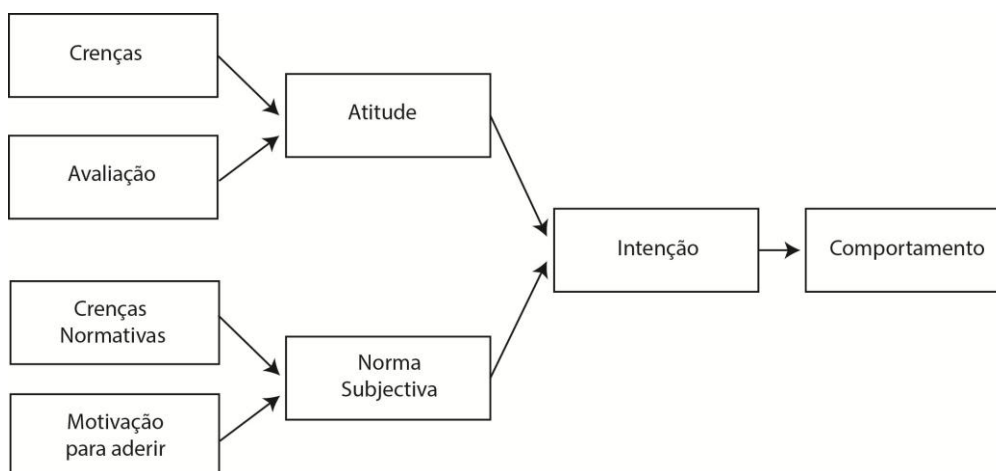 Crenças
Avaliação
Atitude
Crenças
Normativas
Motivação
para aderir
Norma
Subjectiva
Intenção
Comportamento